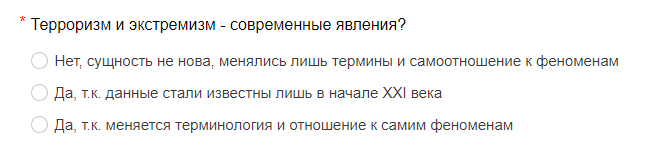 * Терроризм и экстремизм - современные явления?
Нет, сущность не нова, менялись лишь термины и самоотношение к феноменам
Да, т.к. данные стали известны лишь в начале XXI века
Да, т.к. меняется терминология и отношение к самим феноменам